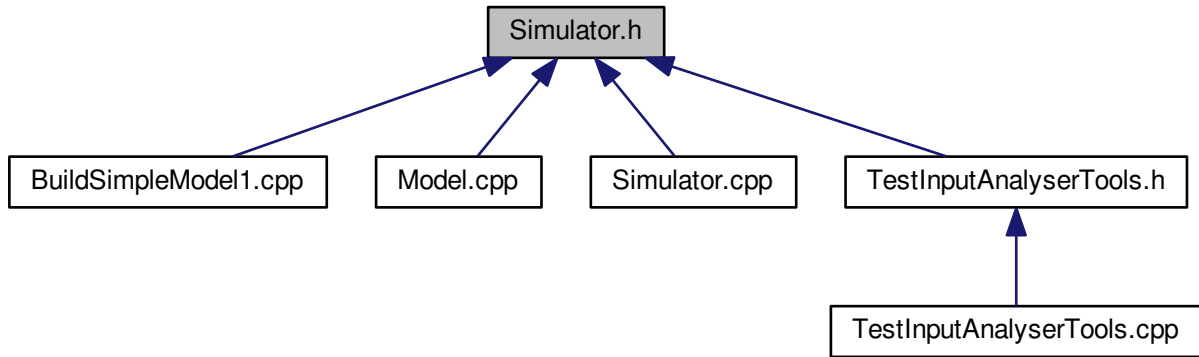 Simulator.h
BuildSimpleModel1.cpp
Model.cpp
Simulator.cpp
TestInputAnalyserTools.h
TestInputAnalyserTools.cpp